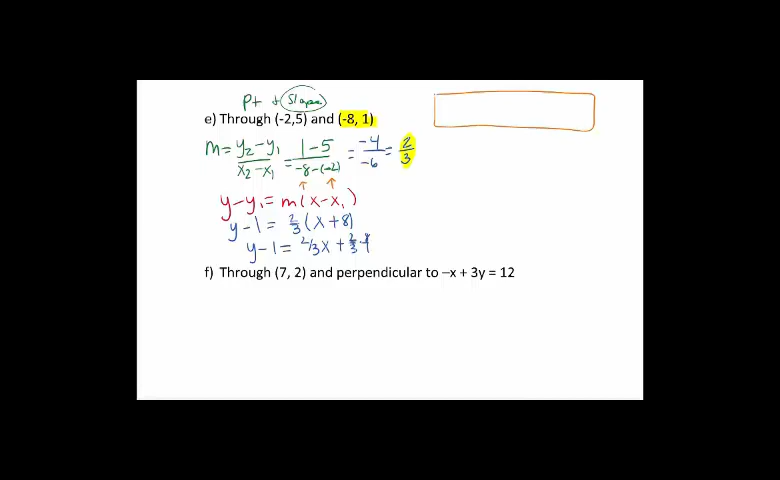 pt + slope
e) Through (-2,5) and (-8, 1)
m = y₂ - y₁ / x₂ - x₁ = 1 - 5 / -8 - (-2) = -4 / -6 = 2/3
y - y₁ = m(x - x₁)
y - 1 = 2/3 (x + 8)
y - 1 = 2/3 x + 2/3 · 8/1
f) Through (7, 2) and perpendicular to –x + 3y = 12